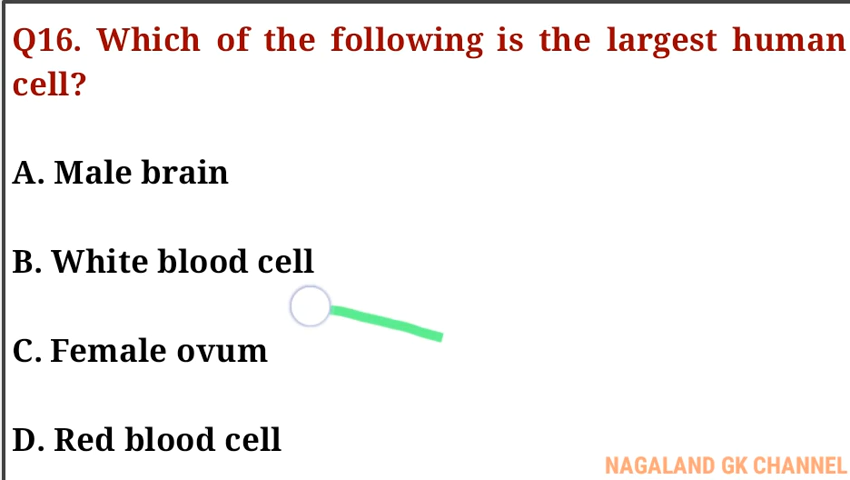 Q16. Which of the following is the largest human
cell?
A. Male brain
B. White blood cell
C. Female ovum
D. Red blood cell
NAGALAND GK CHANNEL